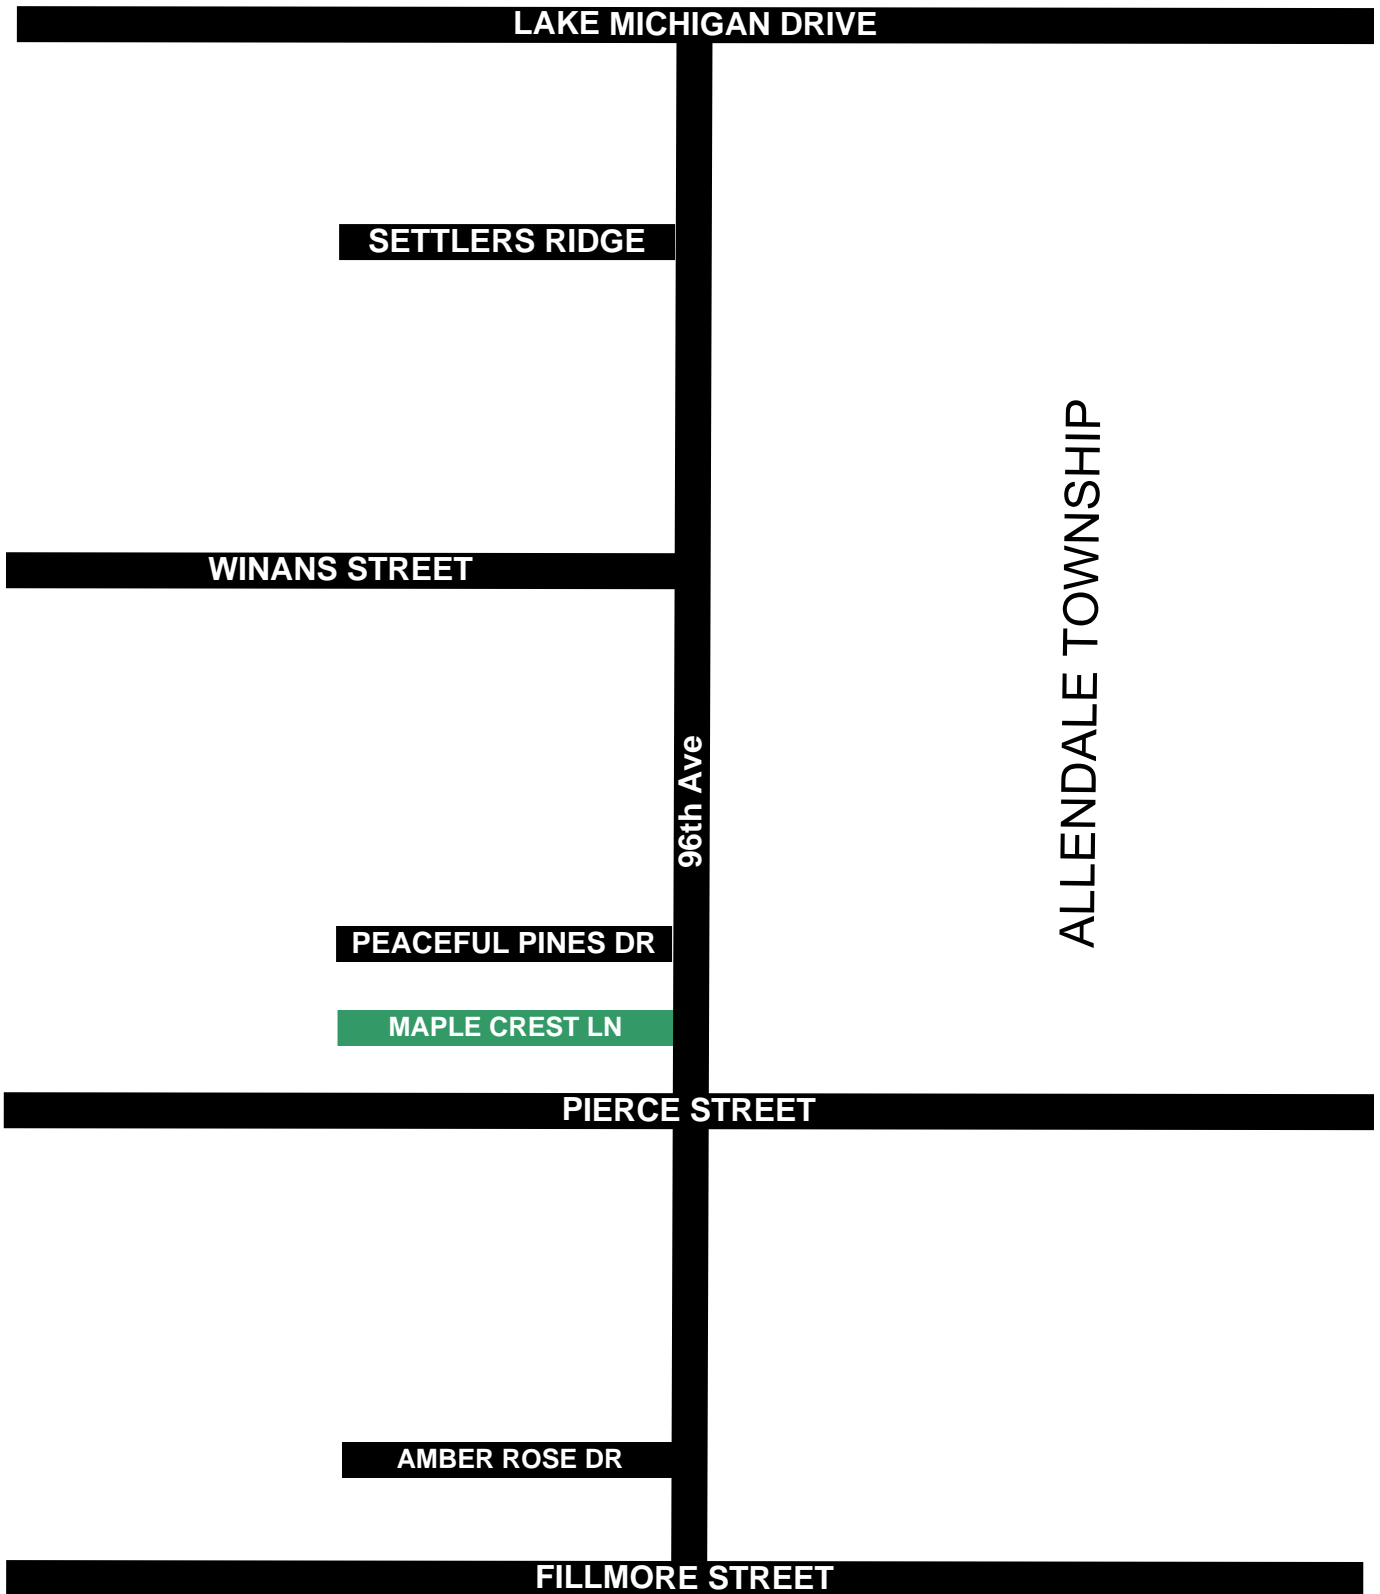 LAKE MICHIGAN DRIVE
SETTLERS RIDGE
WINANS STREET
96th Ave
ALLENDALE TOWNSHIP
PEACEFUL PINES DR
MAPLE CREST LN
PIERCE STREET
AMBER ROSE DR
FILLMORE STREET